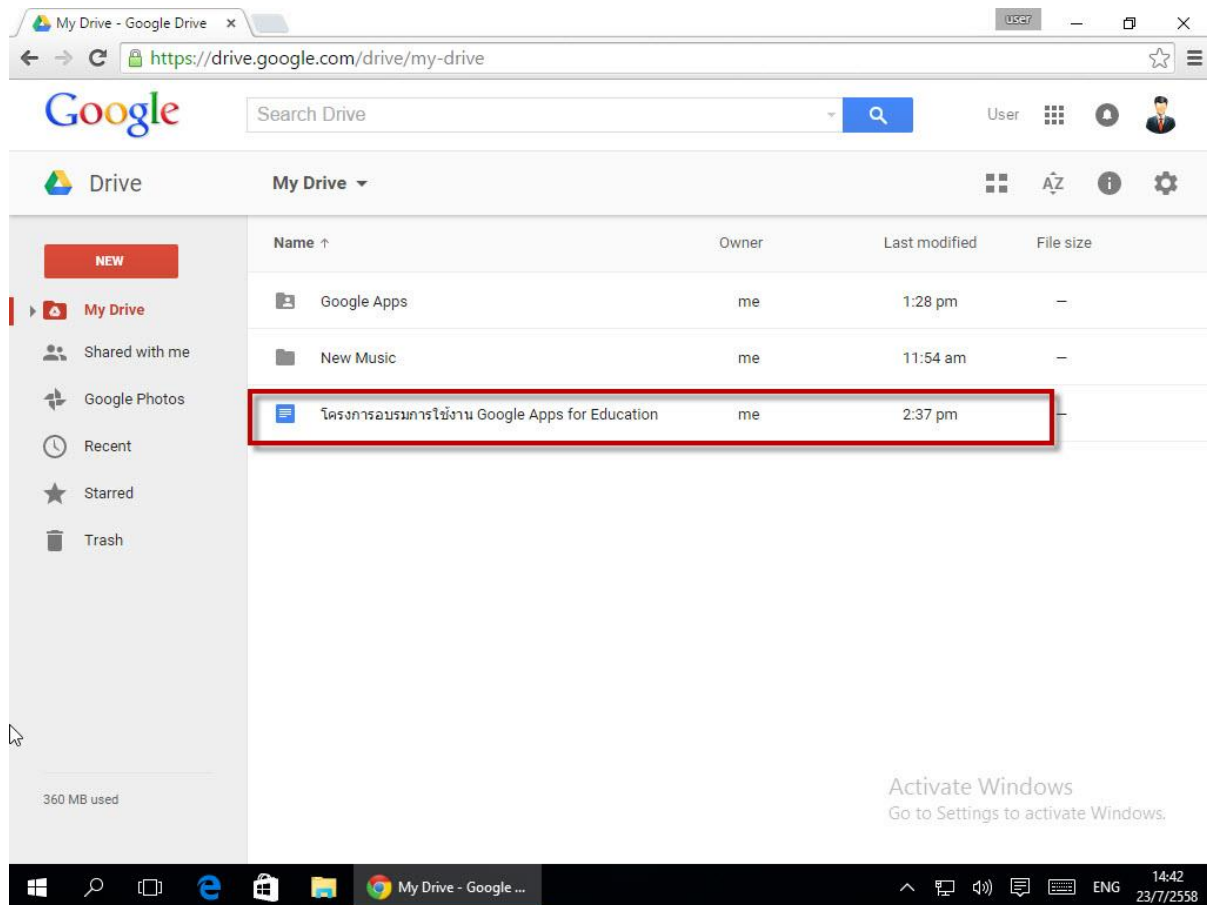 My Drive - Google Drive
user
https://drive.google.com/drive/my-drive
Google
Search Drive
User
Drive
My Drive
AZ
Name
Owner
Last modified
File size
NEW
My Drive
Google Apps
me
1:28 pm
—
Shared with me
New Music
me
11:54 am
—
Google Photos
โครงการอบรมการใช้งาน Google Apps for Education
me
2:37 pm
—
Recent
Starred
Trash
360 MB used
Activate Windows
Go to Settings to activate Windows.
My Drive - Google ...
ENG
14:42
23/7/2558